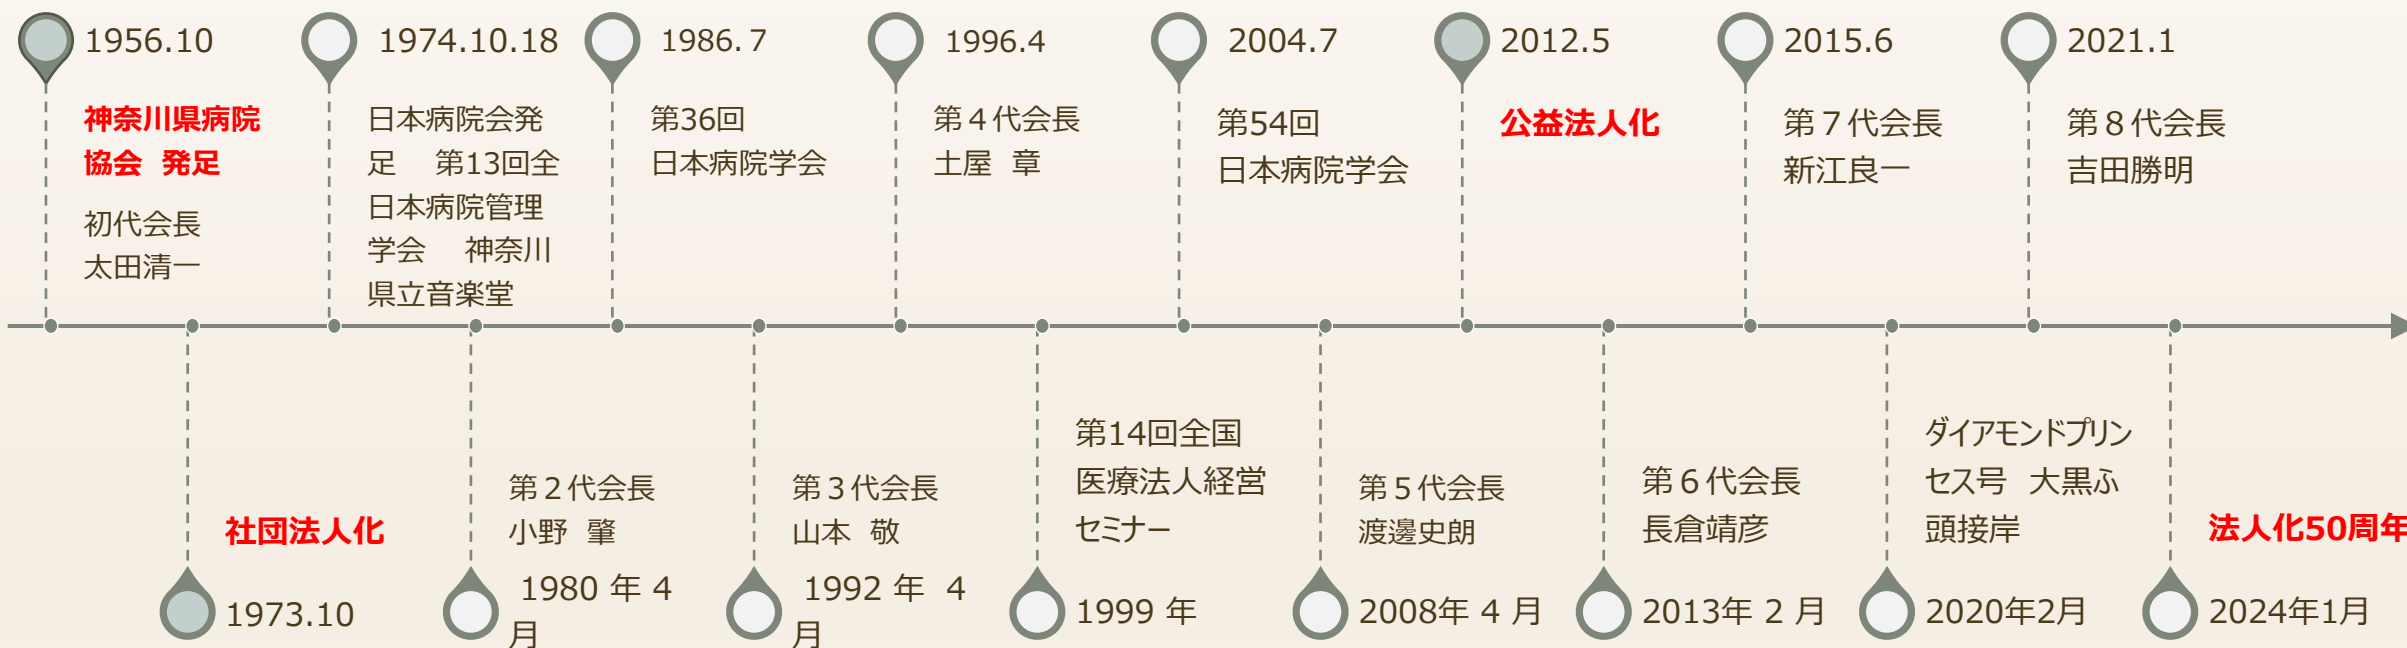 1956.10
神奈川県病院
協会 発足
初代会長
太田清一
1974.10.18
日本病院会発
足 第13回全
日本病院管理
学会 神奈川
県立音楽堂
1986.7
第36回
日本病院学会
1996.4
第４代会長
土屋 章
2004.7
第54回
日本病院学会
2012.5
公益法人化
2015.6
第７代会長
新江良一
2021.1
第８代会長
吉田勝明
社団法人化
1973.10
第２代会長
小野 肇
1980 年 4
月
第３代会長
山本 敬
1992 年 4
月
第14回全国
医療法人経営
セミナー
1999 年
第５代会長
渡邊史朗
2008年 4 月
第６代会長
長倉靖彦
2013年 2 月
ダイアモンドプリン
セス号 大黒ふ
頭接岸
2020年2月
法人化50周年
2024年1月